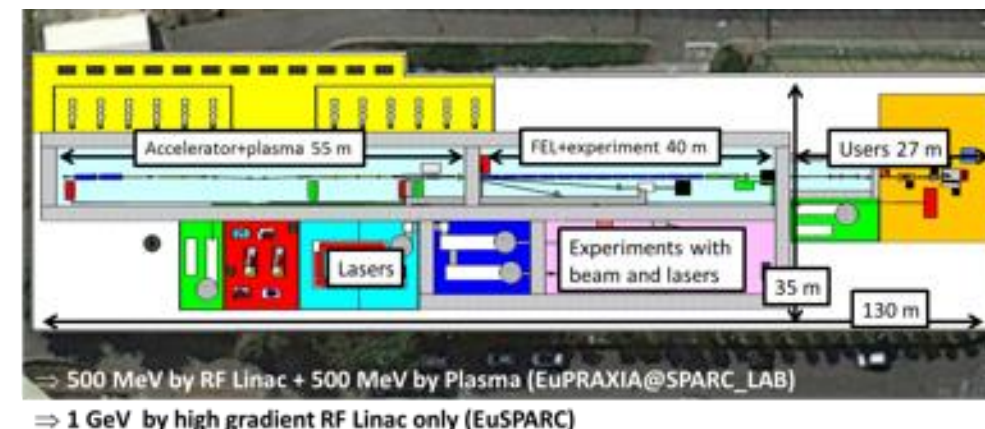 Accelerator+plasma 55 m
FEL+experiment 40 m
Users 27 m
Lasers
Experiments with
beam and lasers
35 m
130 m
⇒ 500 MeV by RF Linac + 500 MeV by Plasma (EuPRAXIA@SPARC_LAB)
⇒ 1 GeV by high gradient RF Linac only (EuSPARC)